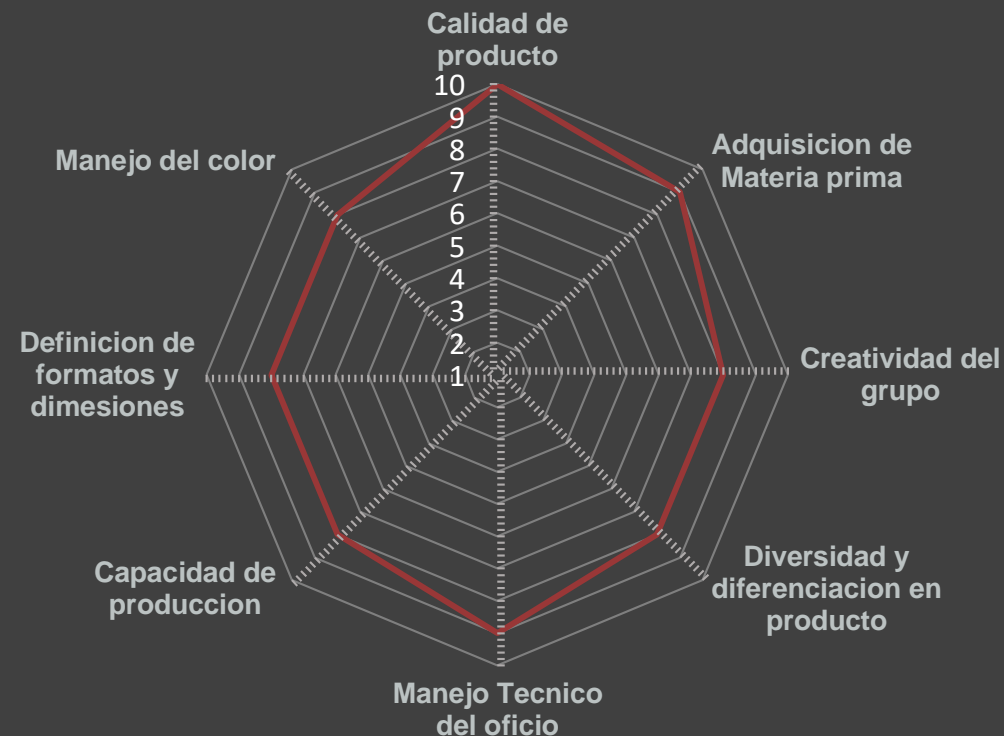 Calidad de
producto
10
9
8
7
6
5
4
3
2
1
Adquisicion de
Materia prima
Creatividad del
grupo
Diversidad y
diferenciacion en
producto
Manejo Tecnico
del oficio
Capacidad de
produccion
Definicion de
formatos y
dimesiones
Manejo del color